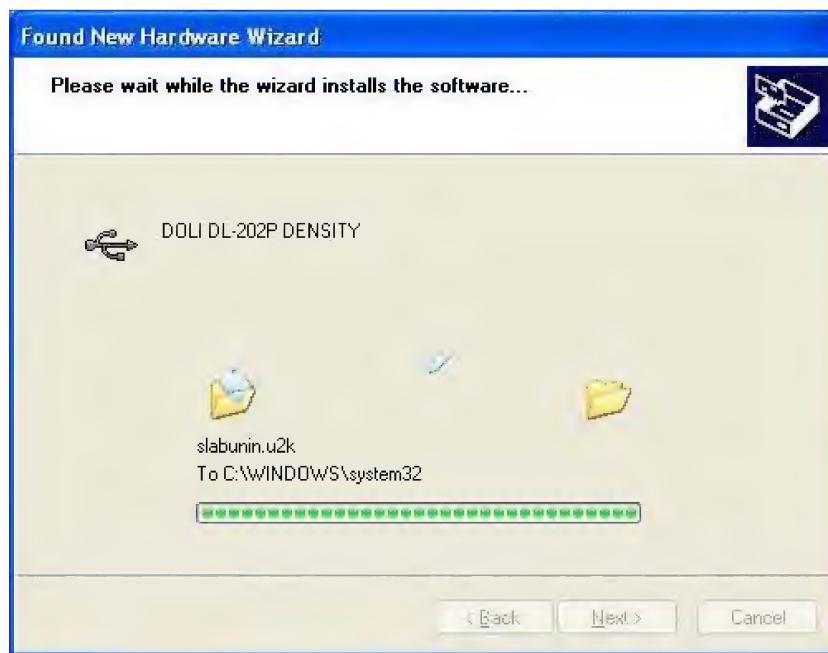 Found New Hardware Wizard
Please wait while the wizard installs the software...
DOLI DL-202P DENSITY
slabunin.u2k
To C:\WINDOWS\system32
< Back Next > Cancel